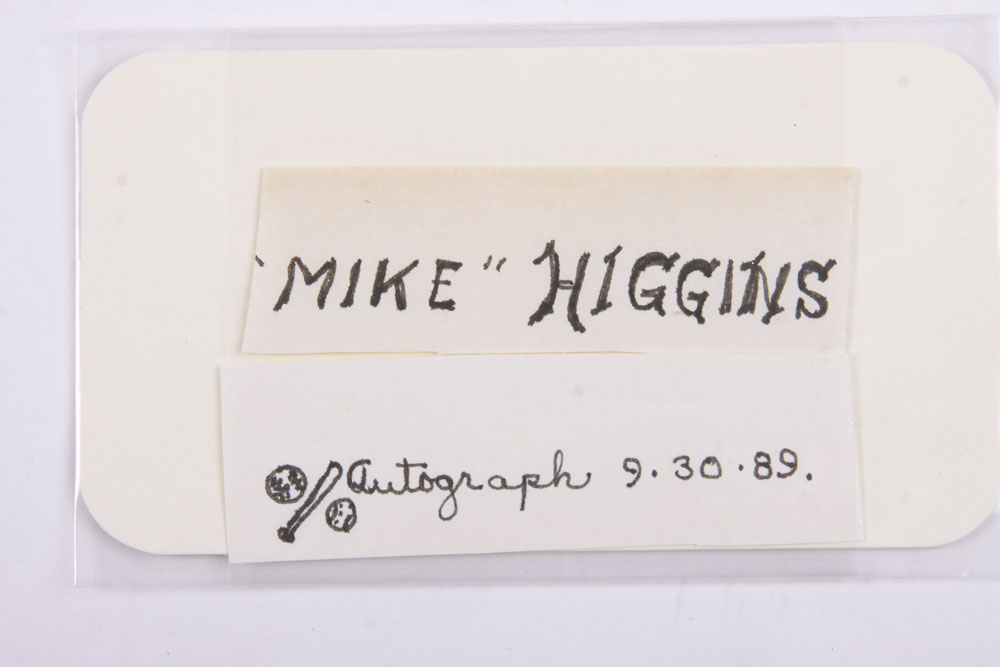 "MIKE" HIGGINS
Autograph 9.30.89.